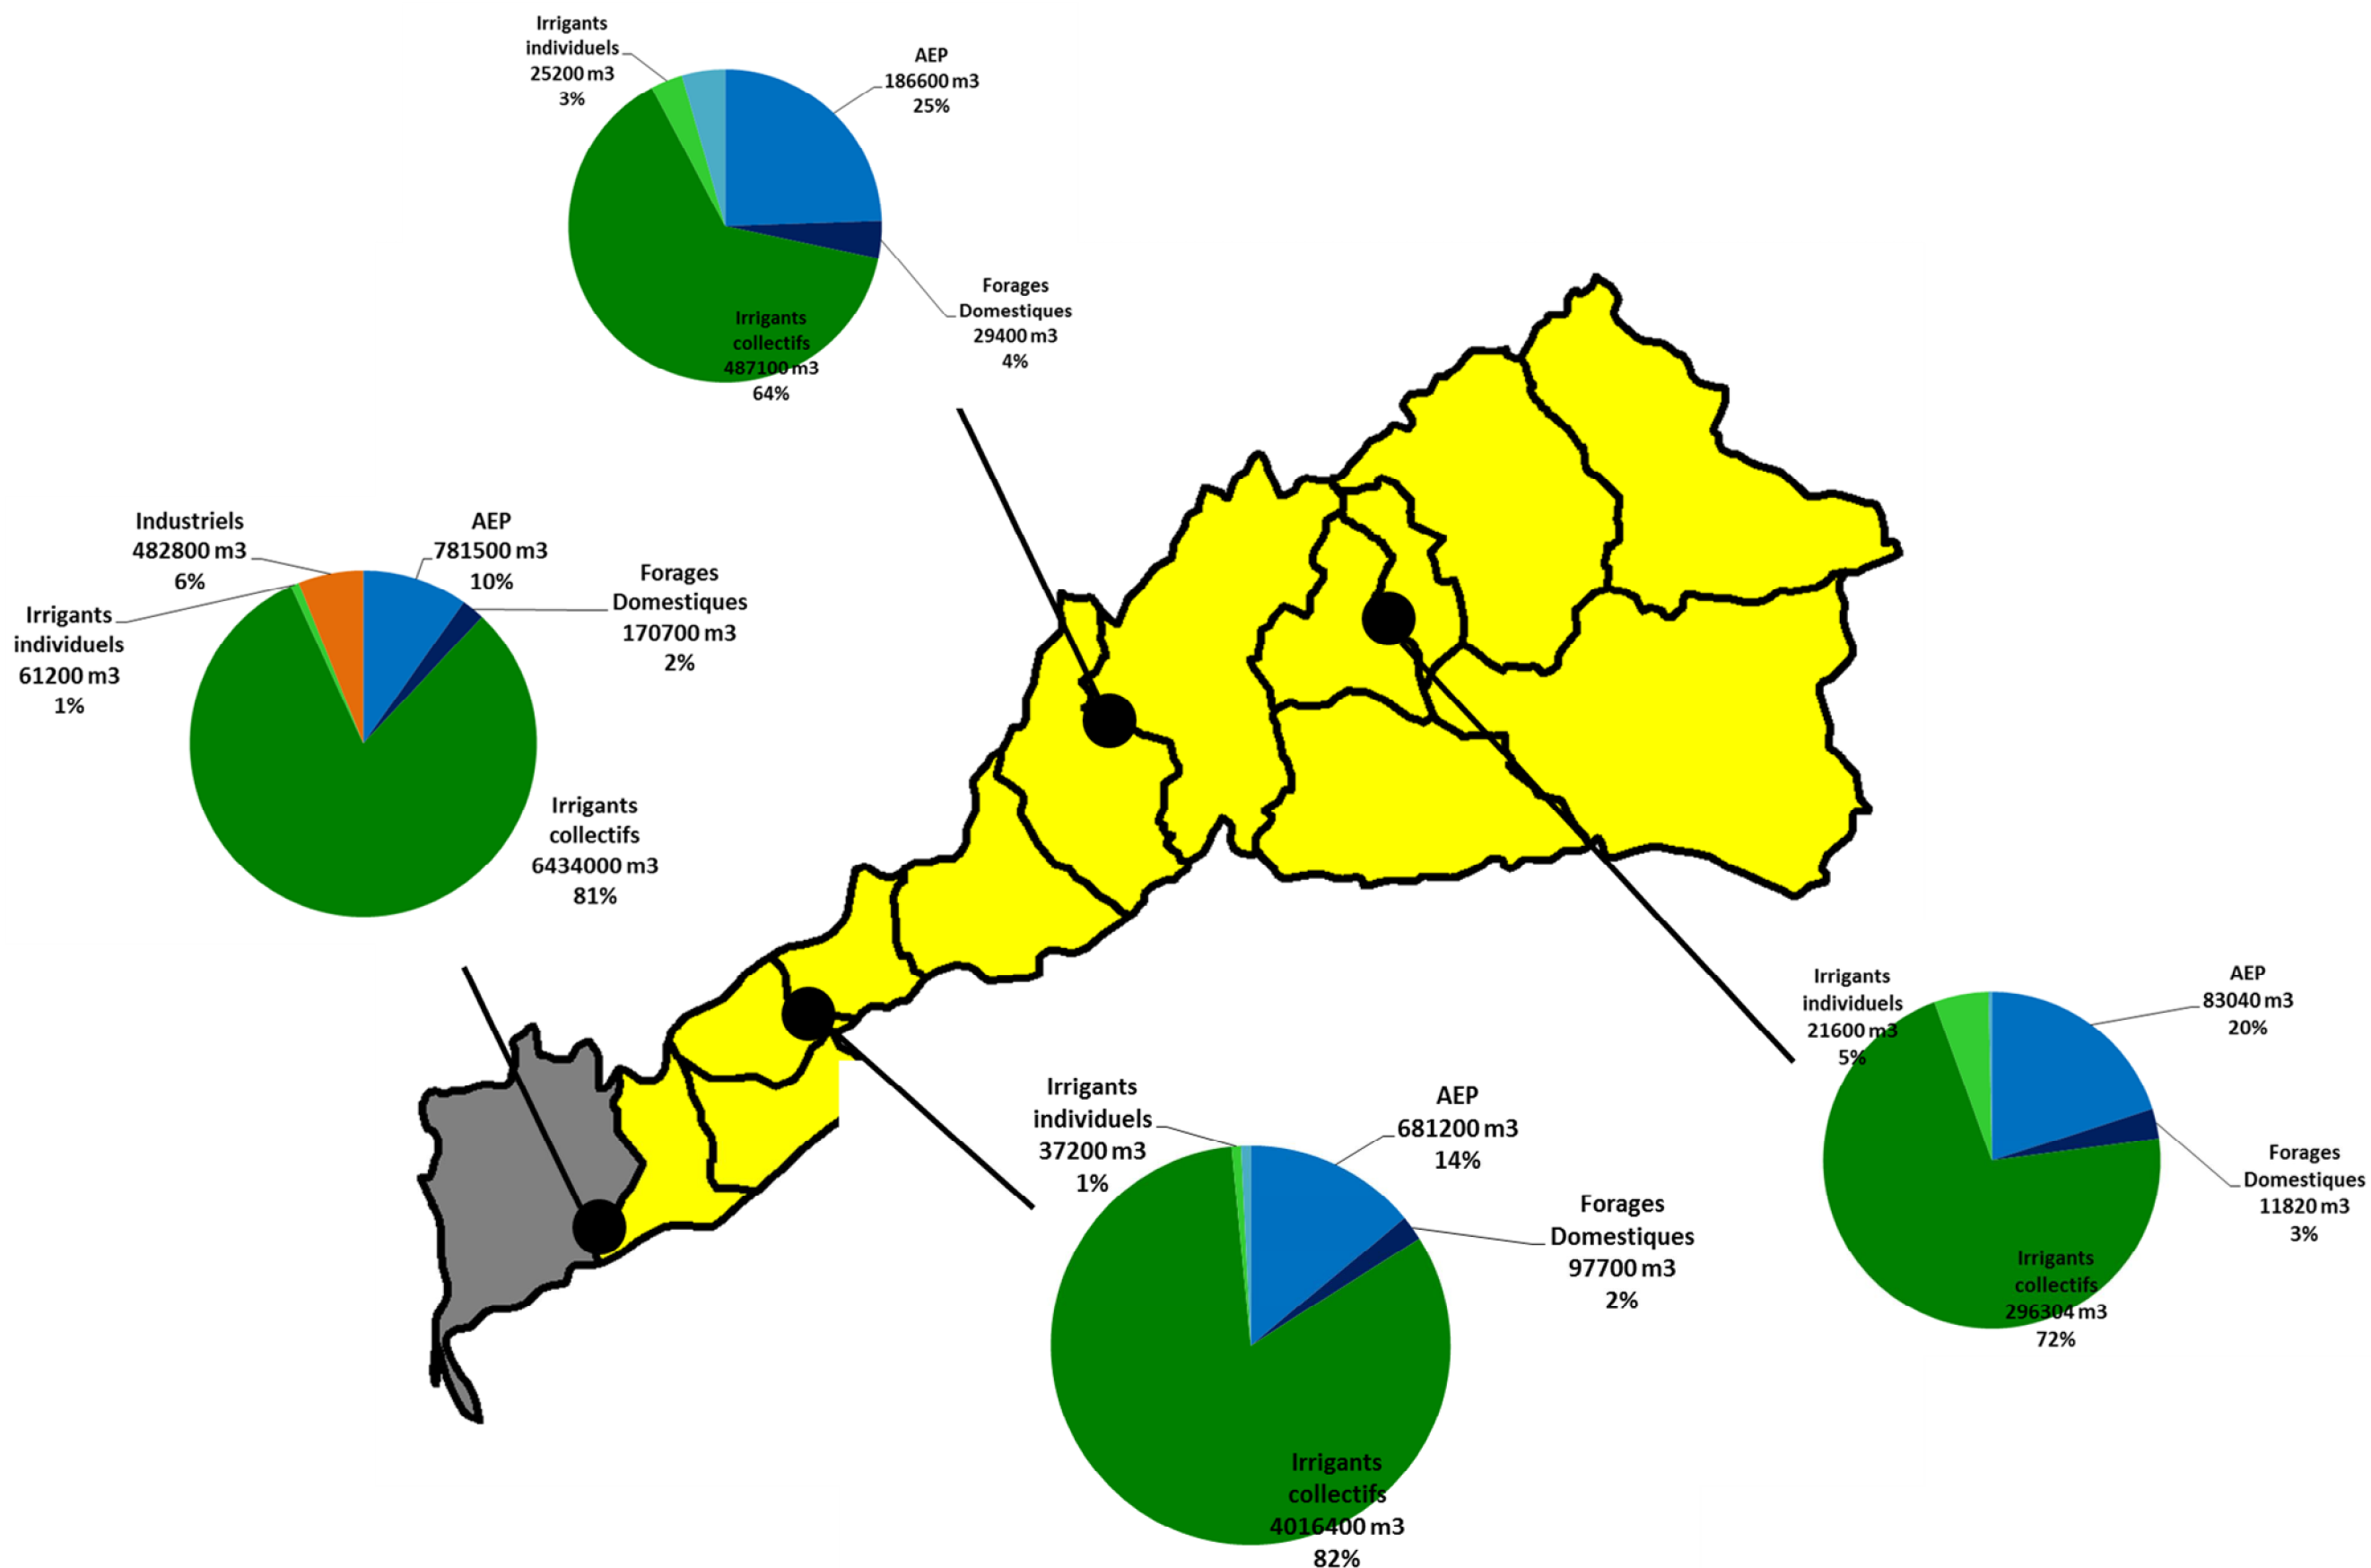 Irrigants
individuels
25200 m3
3%
AEP
186600 m3
25%
Forages
Domestiques
29400 m3
4%
Irrigants
collectifs
487100 m3
64%
Industriels
482800 m3
6%
AEP
781500 m3
10%
Forages
Domestiques
170700 m3
2%
Irrigants
individuels
61200 m3
1%
Irrigants
collectifs
6434000 m3
81%
Irrigants
individuels
21600 m3
5%
AEP
83040 m3
20%
Forages
Domestiques
11820 m3
3%
Irrigants
collectifs
296304 m3
72%
Irrigants
individuels
37200 m3
1%
AEP
681200 m3
14%
Forages
Domestiques
97700 m3
2%
Irrigants
collectifs
4016400 m3
82%